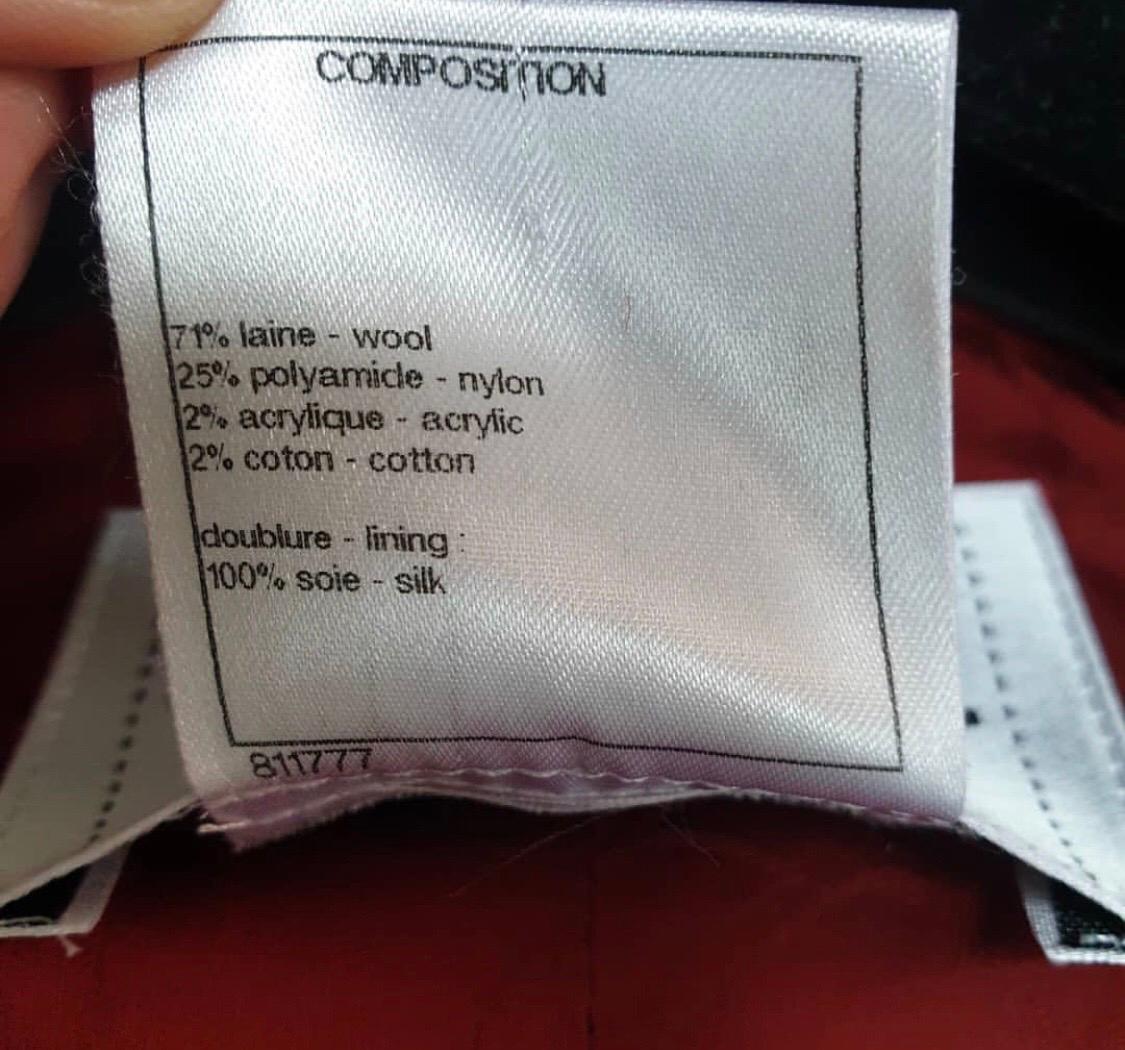 COMPOSITION
71% laine - wool
25% polyamide - nylon
2% acrylique - acrylic
2% coton - cotton
doublure - lining :
100% soie - silk
811777